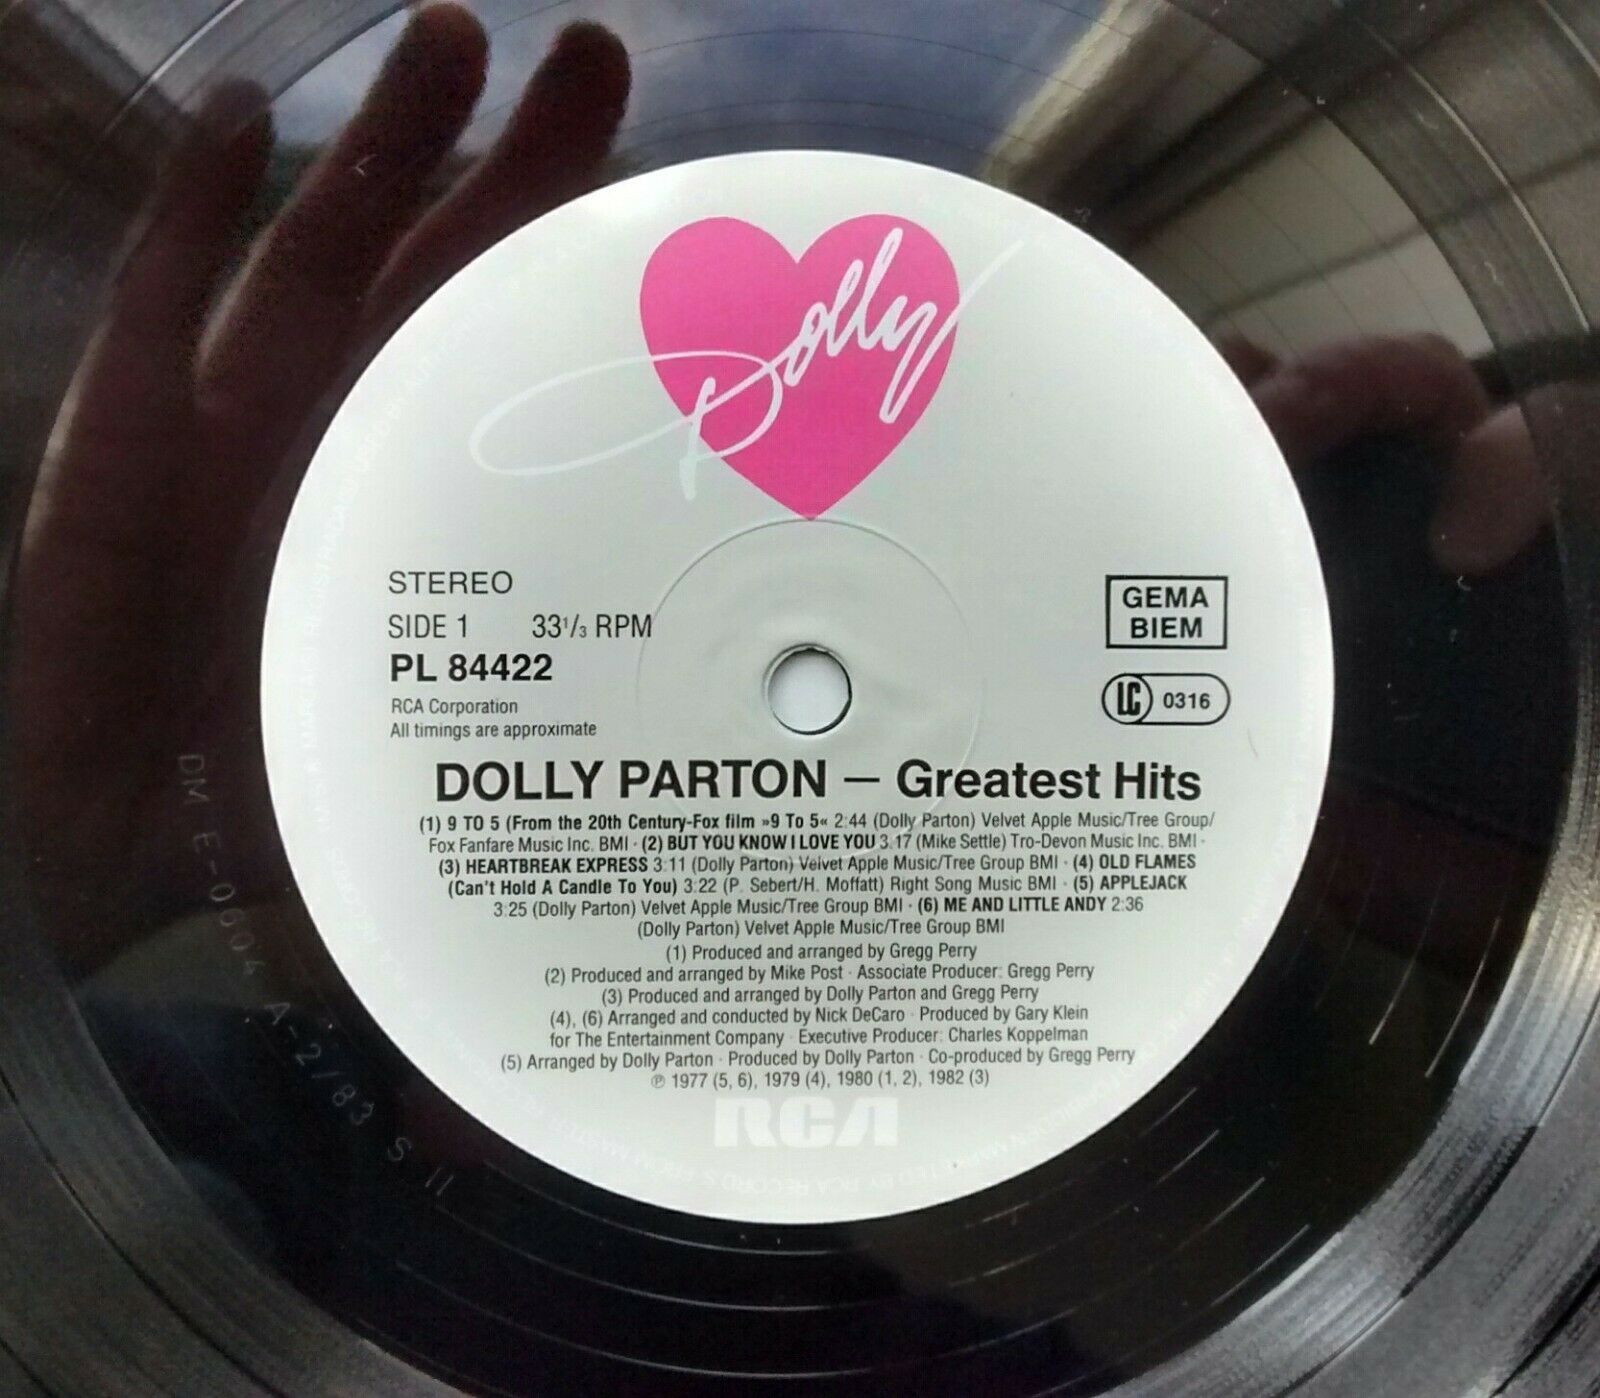 Dolly
STEREO
SIDE 1 33¹/₃ RPM
PL 84422
RCA Corporation
All timings are approximate
GEMA
BIEM
LC 0316
DOLLY PARTON — Greatest Hits
(1) 9 TO 5 (From the 20th Century-Fox film »9 To 5« 2:44 (Dolly Parton) Velvet Apple Music/Tree Group/
Fox Fanfare Music Inc. BMI · (2) BUT YOU KNOW I LOVE YOU 3:17 (Mike Settle) Tro-Devon Music Inc. BMI ·
(3) HEARTBREAK EXPRESS 3:11 (Dolly Parton) Velvet Apple Music/Tree Group BMI · (4) OLD FLAMES
(Can't Hold A Candle To You) 3:22 (P. Sebert/H. Moffatt) Right Song Music BMI · (5) APPLEJACK
3:25 (Dolly Parton) Velvet Apple Music/Tree Group BMI · (6) ME AND LITTLE ANDY 2:36
(Dolly Parton) Velvet Apple Music/Tree Group BMI
(1) Produced and arranged by Gregg Perry
(2) Produced and arranged by Mike Post · Associate Producer: Gregg Perry
(3) Produced and arranged by Dolly Parton and Gregg Perry
(4), (6) Arranged and conducted by Nick DeCaro · Produced by Gary Klein
for The Entertainment Company · Executive Producer: Charles Koppelman
(5) Arranged by Dolly Parton · Produced by Dolly Parton · Co-produced by Gregg Perry
℗ 1977 (5, 6), 1979 (4), 1980 (1, 2), 1982 (3)
RCA
DM E-0604 A-2/83 S 11